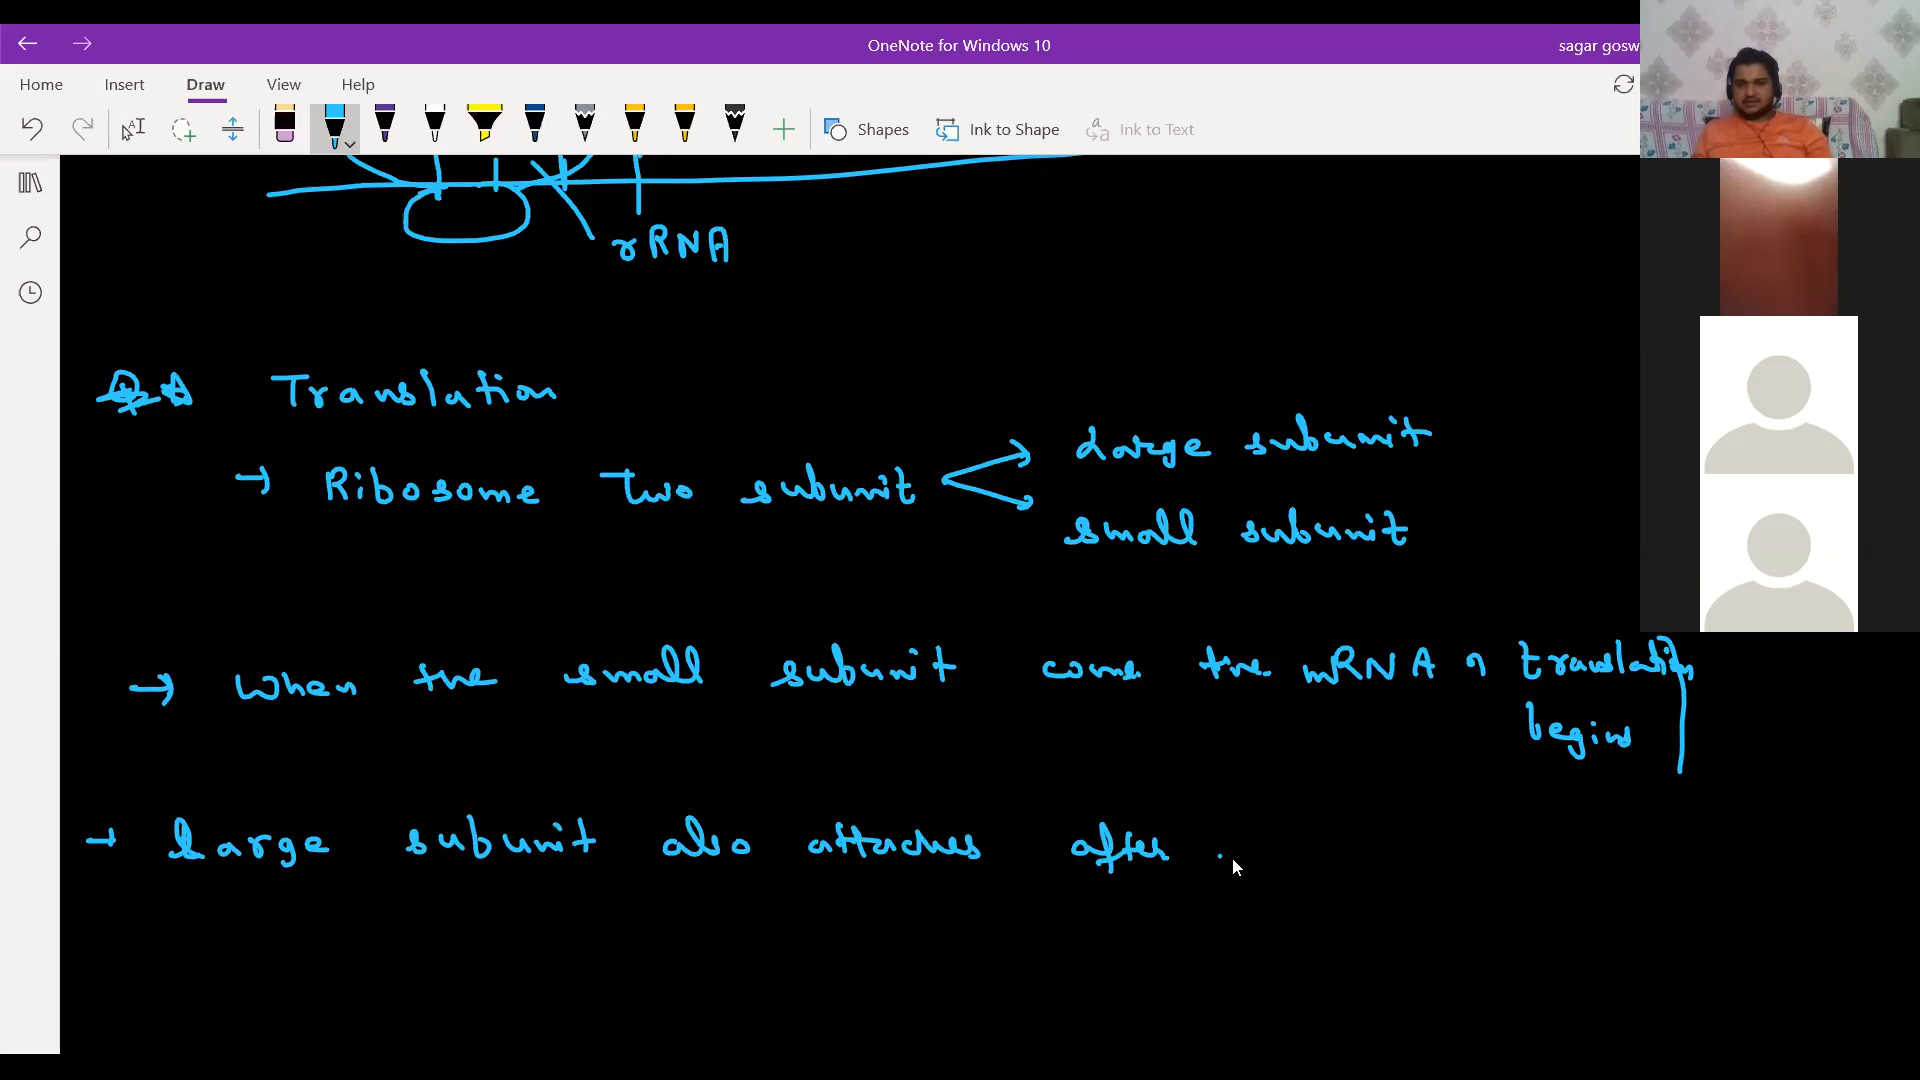 OneNote for Windows 10
sagar gosw
Home Insert Draw View Help
Shapes Ink to Shape Ink to Text
rRNA
Translation
→ Ribosome Two subunit
Large subunit
small subunit
→ When the small subunit come the mRNA, translation
begins
→ Large subunit also attaches after